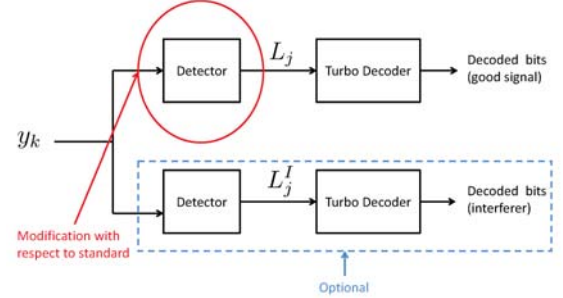 Detector
L_j
Turbo Decoder
Decoded bits
(good signal)
y_k
Detector
L_j^I
Turbo Decoder
Decoded bits
(interferer)
Modification with
respect to standard
Optional